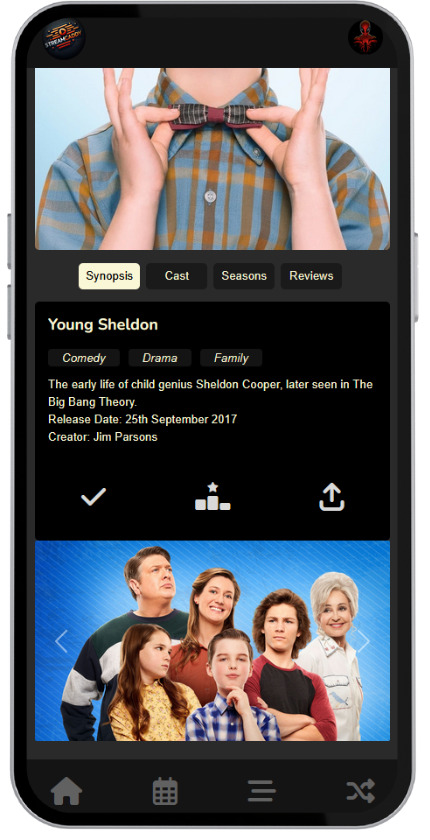 STREAMCADDY
Synopsis
Cast
Seasons
Reviews
Young Sheldon
Comedy
Drama
Family
The early life of child genius Sheldon Cooper, later seen in The
Big Bang Theory.
Release Date: 25th September 2017
Creator: Jim Parsons